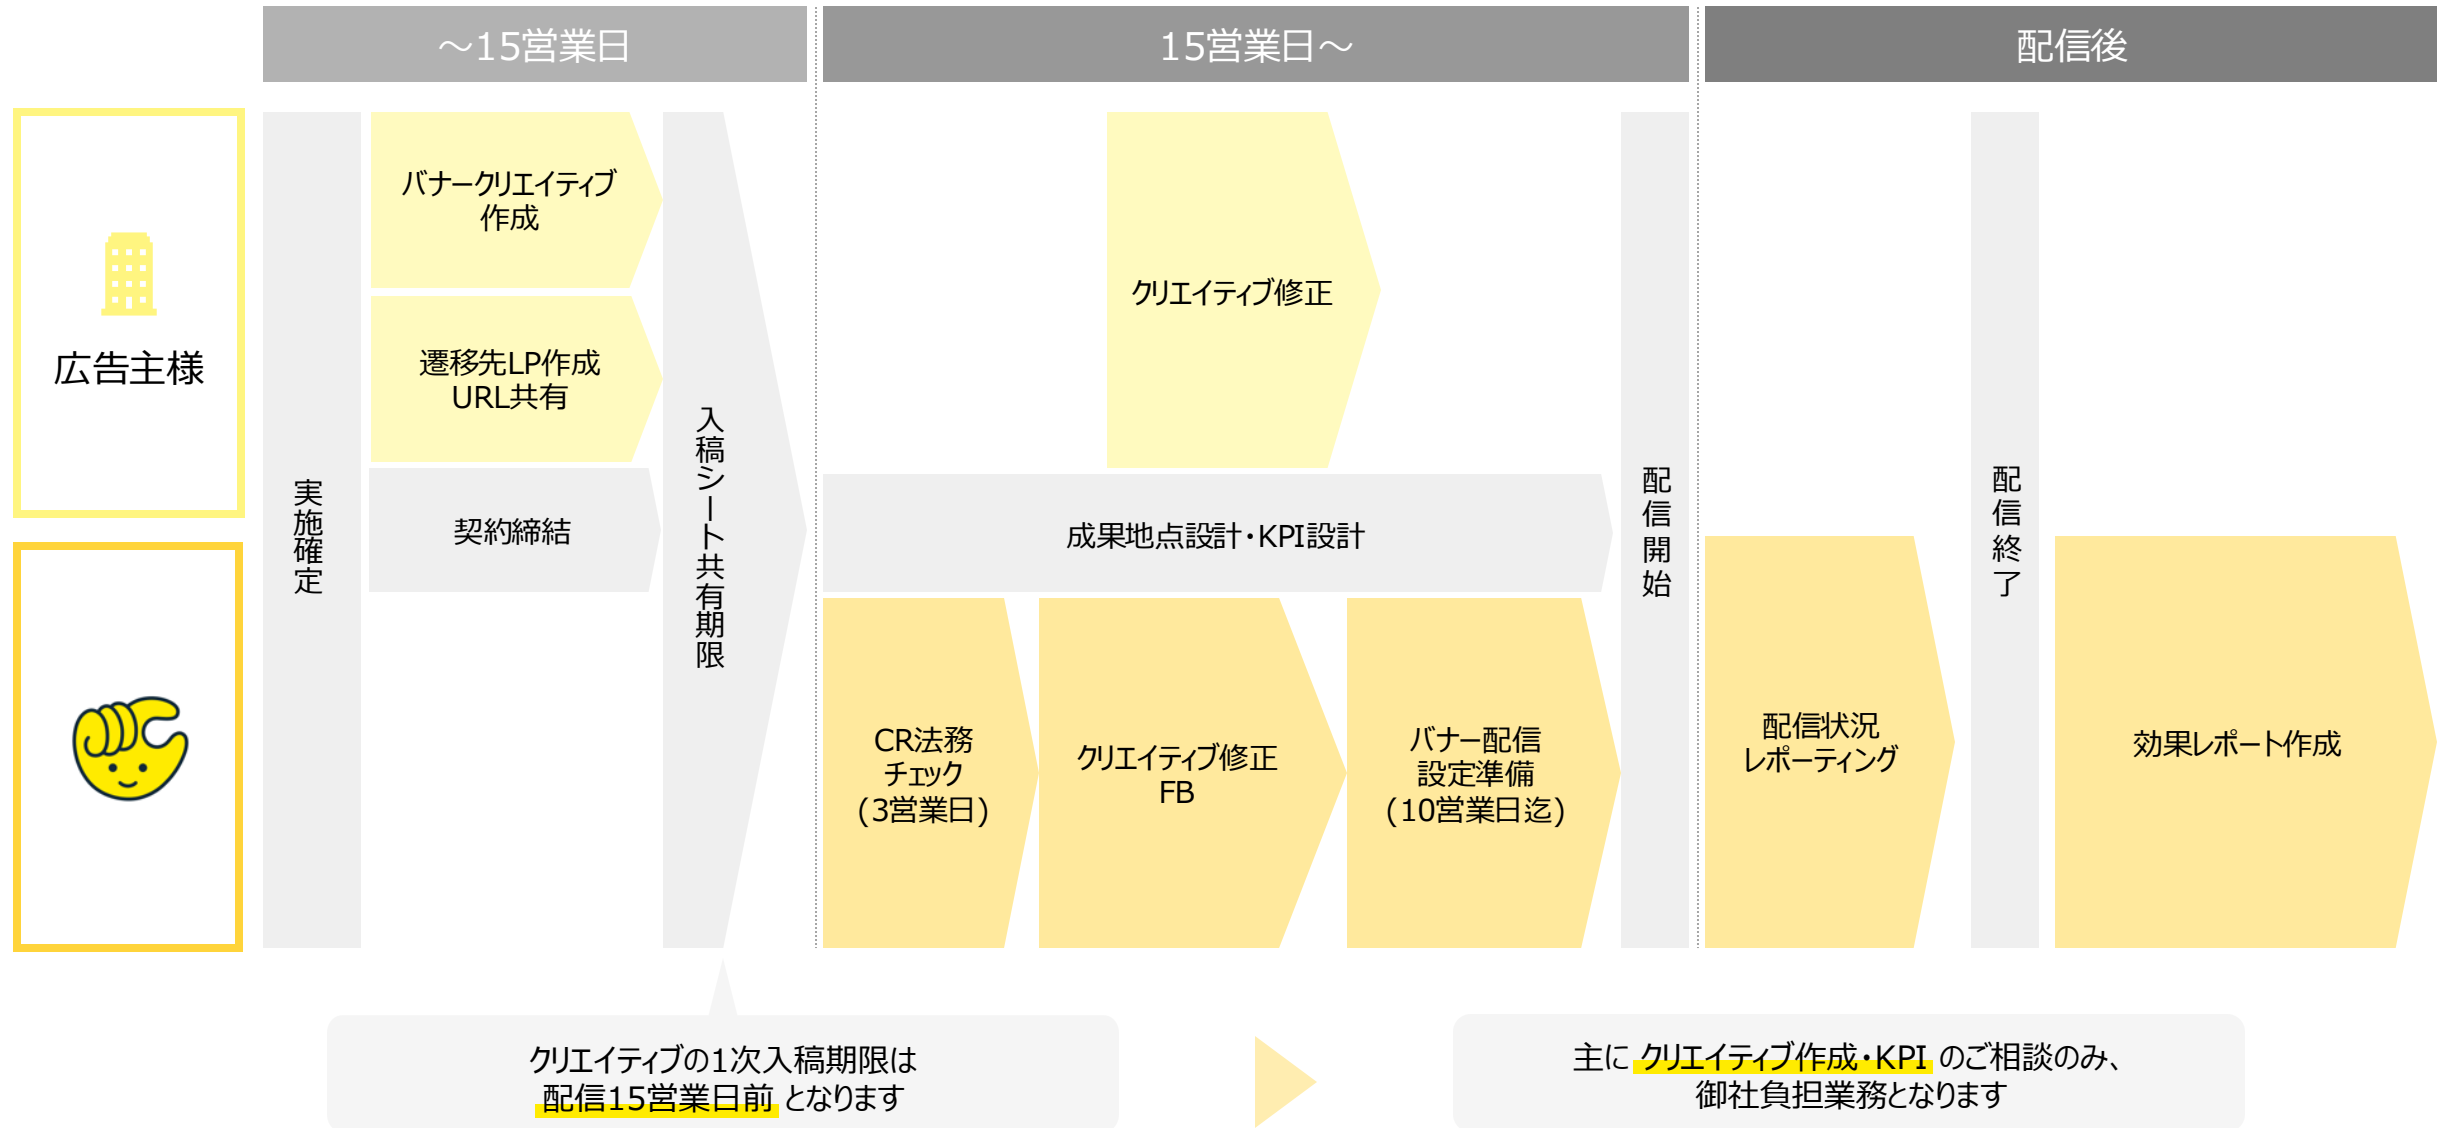 ～15営業日
15営業日～
配信後
広告主様
実施確定
バナークリエイティブ
作成
遷移先LP作成
URL共有
契約締結
入稿シート共有期限
クリエイティブ修正
成果地点設計・KPI設計
CR法務
チェック
(3営業日)
クリエイティブ修正
FB
バナー配信
設定準備
(10営業日迄)
配信開始
配信状況
レポーティング
配信終了
効果レポート作成
クリエイティブの1次入稿期限は
配信15営業日前 となります
主に クリエイティブ作成・KPI のご相談のみ、
御社負担業務となります